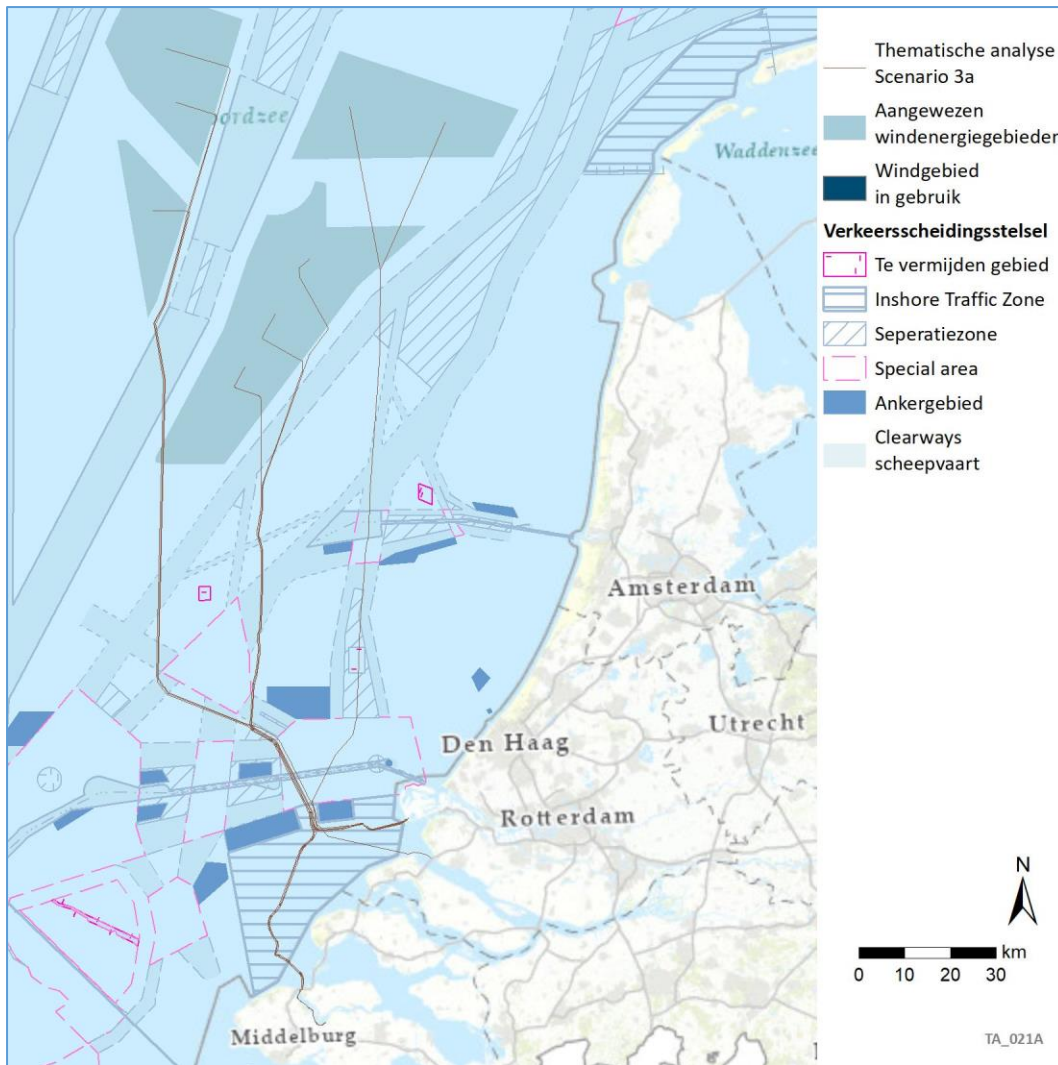 oordzee
Waddenzee
Amsterdam
Utrecht
Den Haag
Rotterdam
Middelburg
Thematische analyse
Scenario 3a
Aangewezen
windenergiegebieden
Windgebied
in gebruik
Verkeersscheidingsstelsel
Te vermijden gebied
Inshore Traffic Zone
Seperatiezone
Special area
Ankergebied
Clearways
scheepvaart
N
km
0 10 20 30
TA_021A